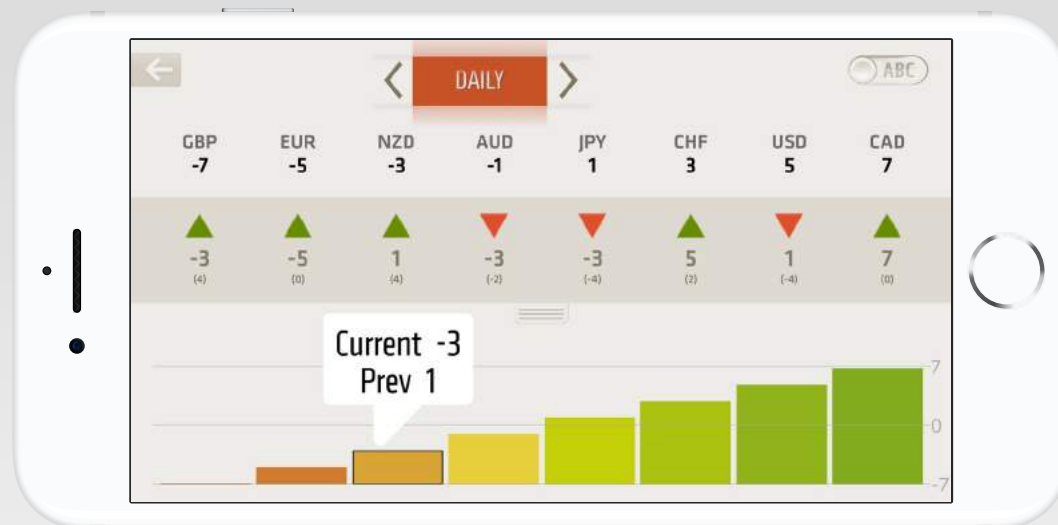 DAILY
ABC
GBP EUR NZD AUD JPY CHF USD CAD
-7 -5 -3 -1 1 3 5 7
-3 -5 1 -3 -3 5 1 7
(4) (0) (4) (-2) (-4) (2) (-4) (0)
Current -3
Prev 1
7
0
-7